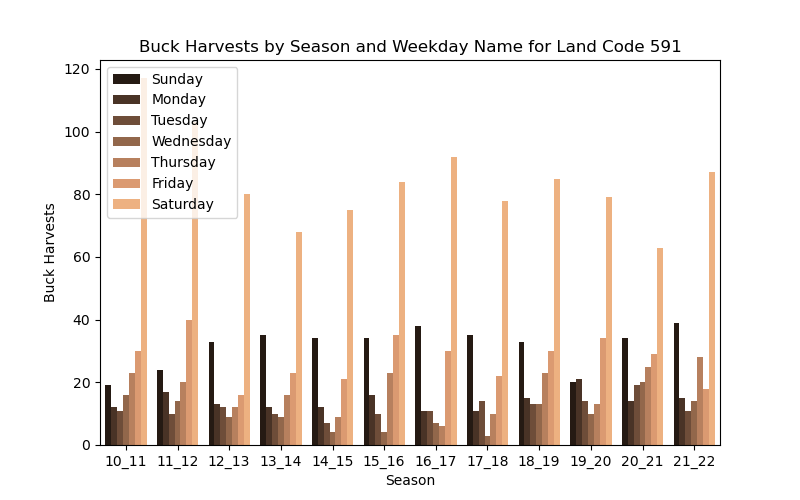 Buck Harvests by Season and Weekday Name for Land Code 591
120
100
80
60
40
20
0
Buck Harvests
Sunday
Monday
Tuesday
Wednesday
Thursday
Friday
Saturday
10_11 11_12 12_13 13_14 14_15 15_16 16_17 17_18 18_19 19_20 20_21 21_22
Season